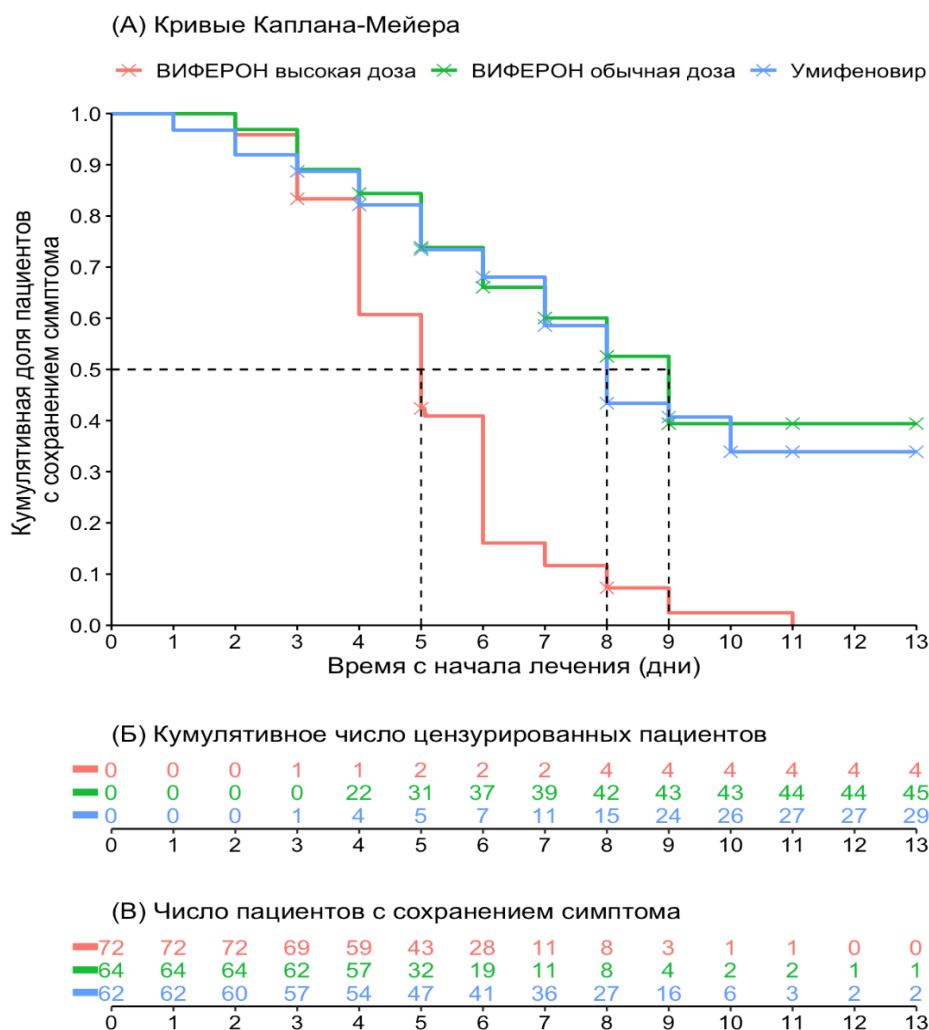 (А) Кривые Каплана-Мейера
ВИФЕРОН высокая доза ВИФЕРОН обычная доза Умифеновир
Кумулятивная доля пациентов
с сохранением симптома
1.0
0.9
0.8
0.7
0.6
0.5
0.4
0.3
0.2
0.1
0.0
0 1 2 3 4 5 6 7 8 9 10 11 12 13
Время с начала лечения (дни)
(Б) Кумулятивное число цензурированных пациентов
0 0 0 1 1 2 2 2 4 4 4 4 4 4
0 0 0 0 22 31 37 39 42 43 43 44 44 45
0 0 0 1 4 5 7 11 15 24 26 27 27 29
0 1 2 3 4 5 6 7 8 9 10 11 12 13
(В) Число пациентов с сохранением симптома
72 72 72 69 59 43 28 11 8 3 1 1 0 0
64 64 64 62 57 32 19 11 8 4 2 2 1 1
62 62 60 57 54 47 41 36 27 16 6 3 2 2
0 1 2 3 4 5 6 7 8 9 10 11 12 13